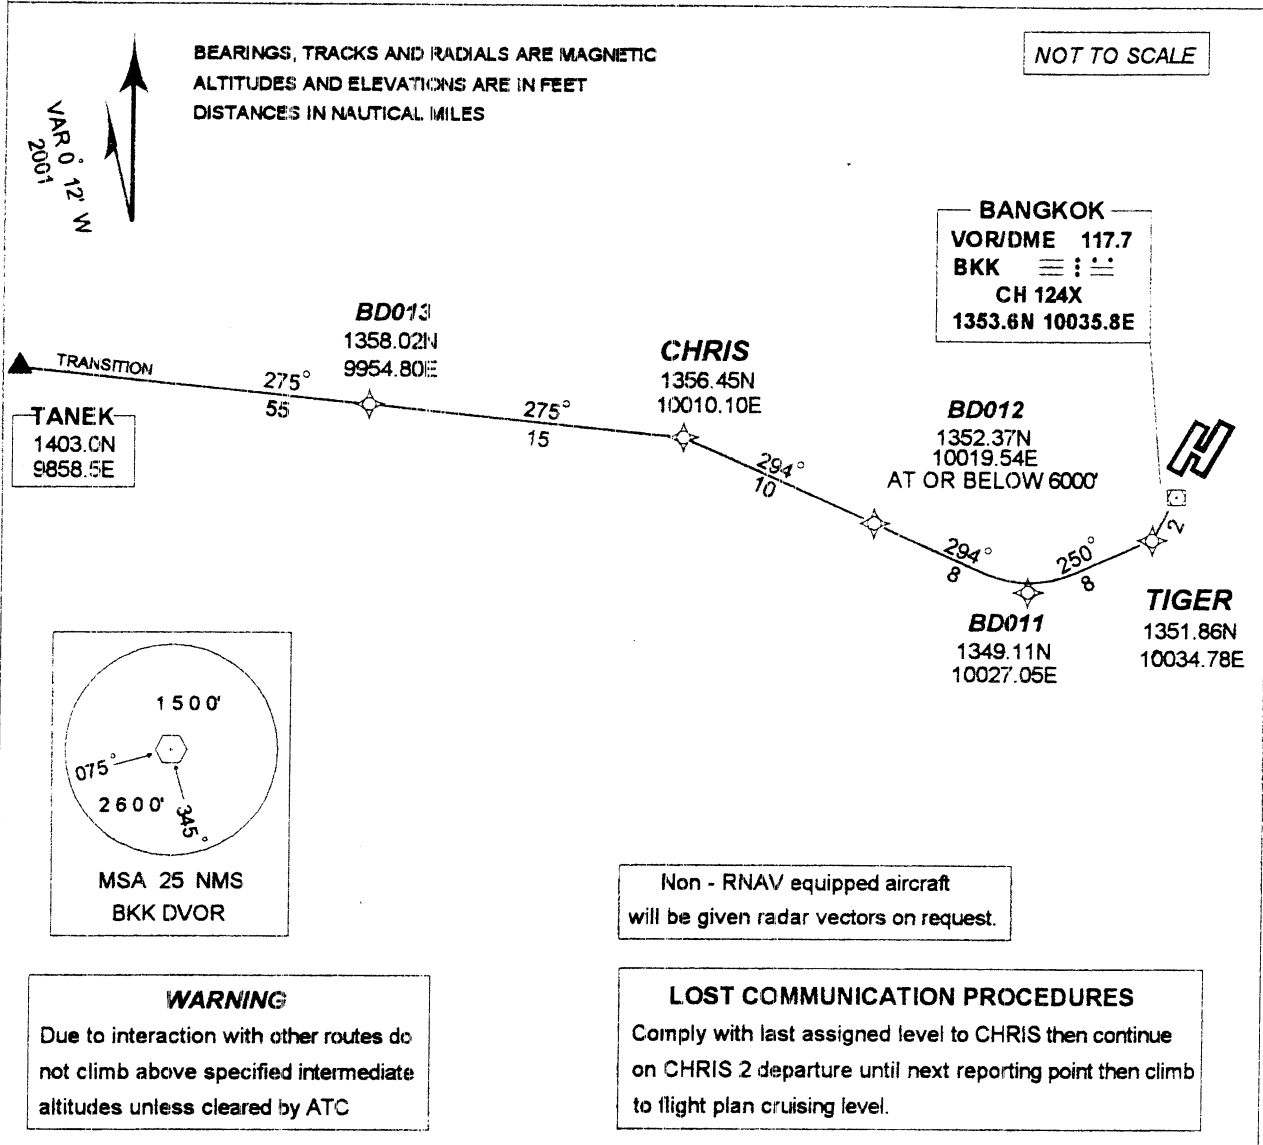 BEARINGS, TRACKS AND RADIALS ARE MAGNETIC
ALTITUDES AND ELEVATIONS ARE IN FEET
DISTANCES IN NAUTICAL MILES
NOT TO SCALE
VAR 0° 12' W
2001
BANGKOK
VOR/DME 117.7
BKK
CH 124X
1353.6N 10035.8E
BD013
1358.02N
9954.80E
TRANSITION
275°
55
TANEK
1403.0N
9858.5E
275°
15
CHRIS
1356.45N
10010.10E
294°
10
BD012
1352.37N
10019.54E
AT OR BELOW 6000'
294°
8
250°
8
2
BD011
1349.11N
10027.05E
TIGER
1351.86N
10034.78E
1500'
075°
2600'
345°
MSA 25 NMS
BKK DVOR
Non - RNAV equipped aircraft
will be given radar vectors on request.
WARNING
Due to interaction with other routes do
not climb above specified intermediate
altitudes unless cleared by ATC
LOST COMMUNICATION PROCEDURES
Comply with last assigned level to CHRIS then continue
on CHRIS 2 departure until next reporting point then climb
to flight plan cruising level.